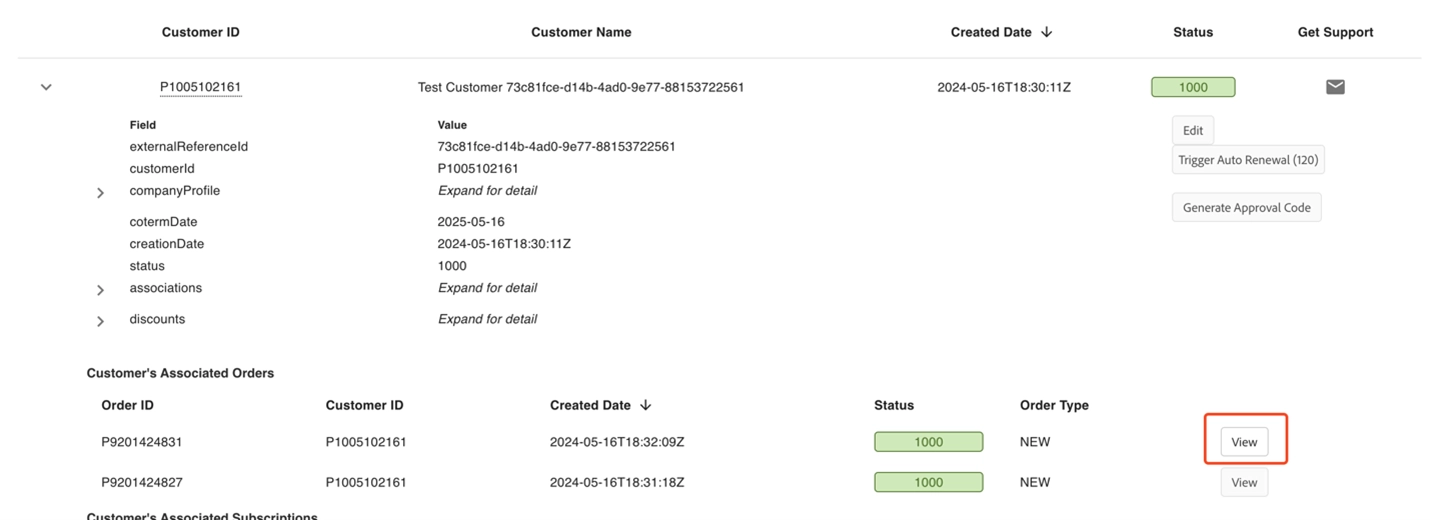 Customer ID Customer Name Created Date ↓ Status Get Support
P1005102161 Test Customer 73c81fce-d14b-4ad0-9e77-88153722561 2024-05-16T18:30:11Z 1000
Field Value
Edit
externalReferenceId 73c81fce-d14b-4ad0-9e77-88153722561
Trigger Auto Renewal (120)
customerId P1005102161
companyProfile Expand for detail
Generate Approval Code
cotermDate 2025-05-16
creationDate 2024-05-16T18:30:11Z
status 1000
associations Expand for detail
discounts Expand for detail
Customer's Associated Orders
Order ID Customer ID Created Date ↓ Status Order Type
P9201424831 P1005102161 2024-05-16T18:32:09Z 1000 NEW View
P9201424827 P1005102161 2024-05-16T18:31:18Z 1000 NEW View
Customer's Associated Subscriptions